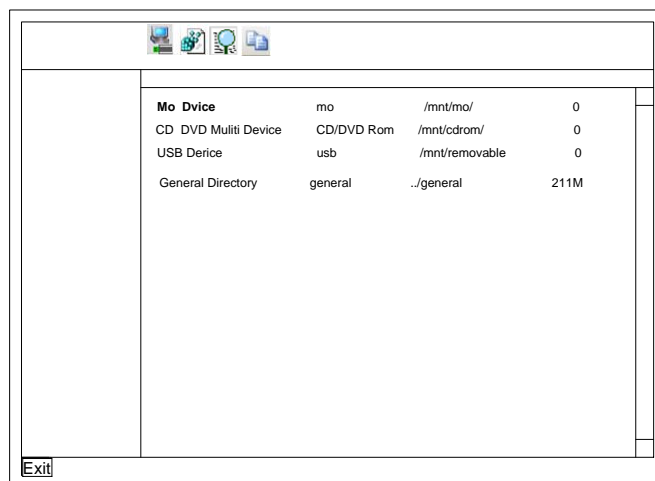 Mo Dvice mo /mnt/mo/ 0
CD DVD Muliti Device CD/DVD Rom /mnt/cdrom/ 0
USB Derice usb /mnt/removable 0
General Directory general ../general 211M
Exit